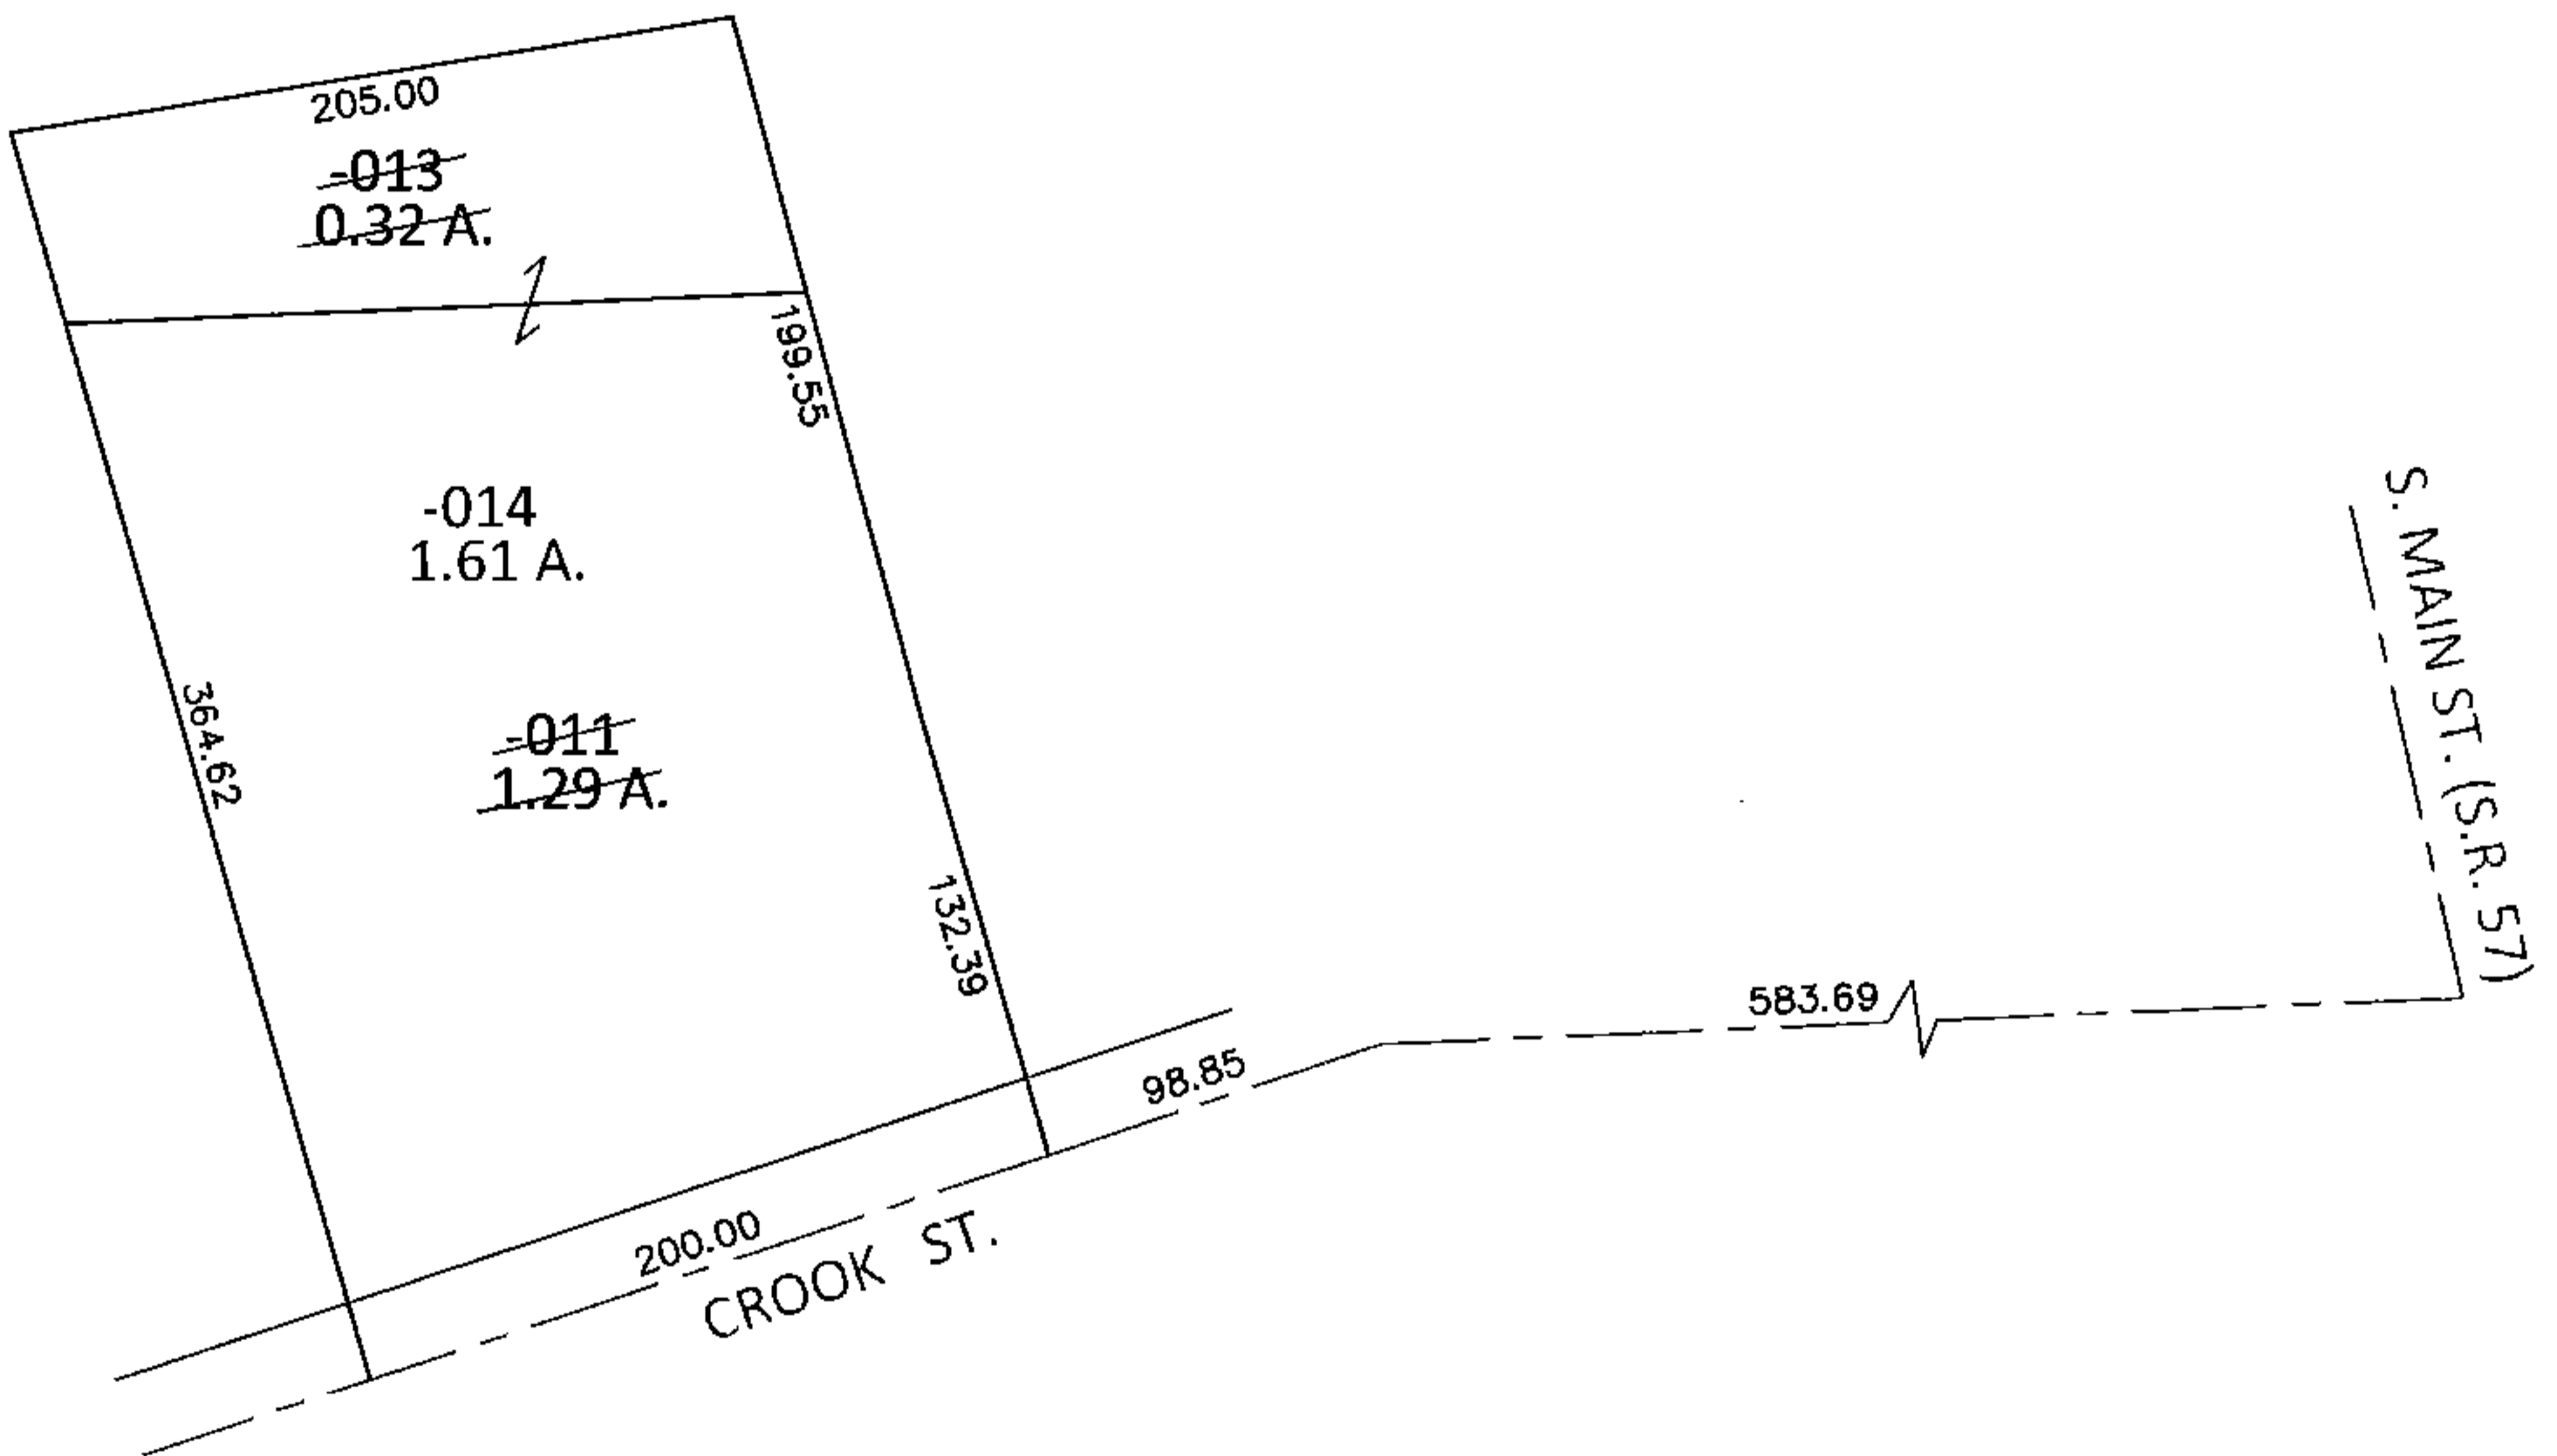 205.00
-013
0.32 A.
199.55
-014
1.61 A.
S. MAIN ST. (S.R. 57)
364.62
-011
1.29 A.
132.39
583.69
98.85
200.00
CROOK ST.